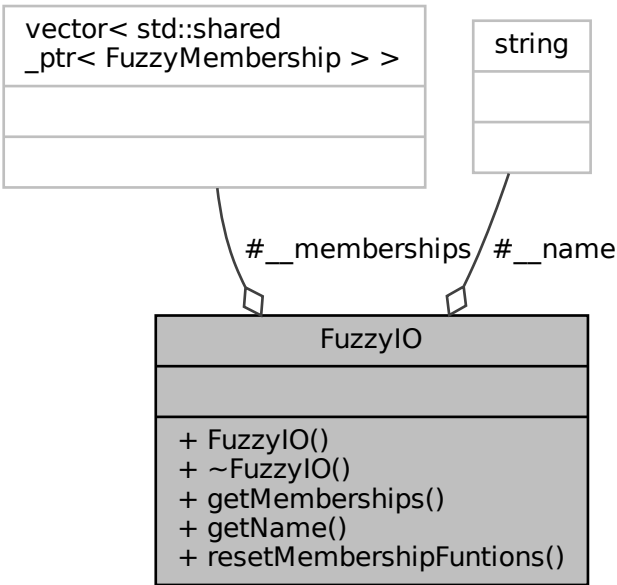 vector< std::shared
_ptr< FuzzyMembership > >
string
#__memberships
#__name
FuzzyIO
+ FuzzyIO()
+ ~FuzzyIO()
+ getMemberships()
+ getName()
+ resetMembershipFuntions()